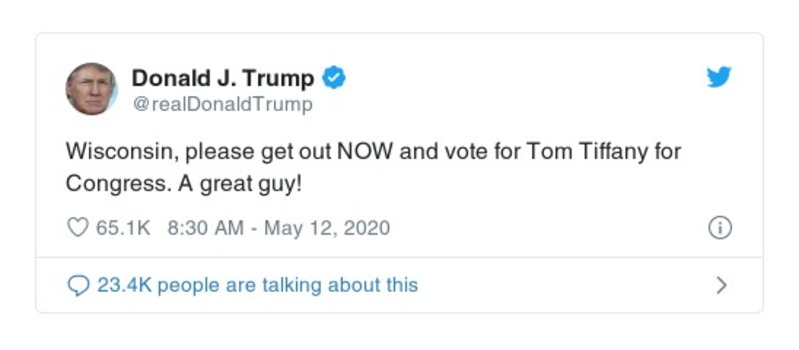 Donald J. Trump
@realDonaldTrump
Wisconsin, please get out NOW and vote for Tom Tiffany for
Congress. A great guy!
65.1K 8:30 AM - May 12, 2020
23.4K people are talking about this